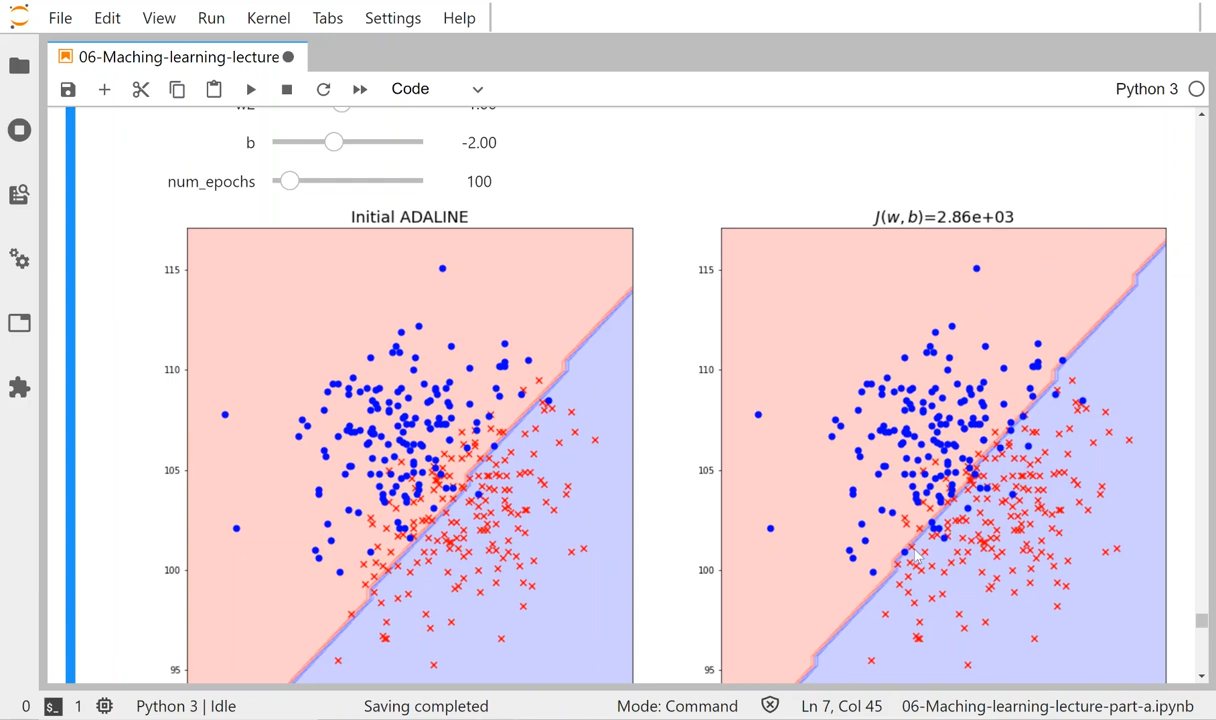 File Edit View Run Kernel Tabs Settings Help
06-Maching-learning-lecture
Code
Python 3
b -2.00
num_epochs 100
Initial ADALINE
J(w, b)=2.86e+03
115
110
105
100
95
115
110
105
100
95
0 1 Python 3 | Idle Saving completed Mode: Command Ln 7, Col 45 06-Maching-learning-lecture-part-a.ipynb